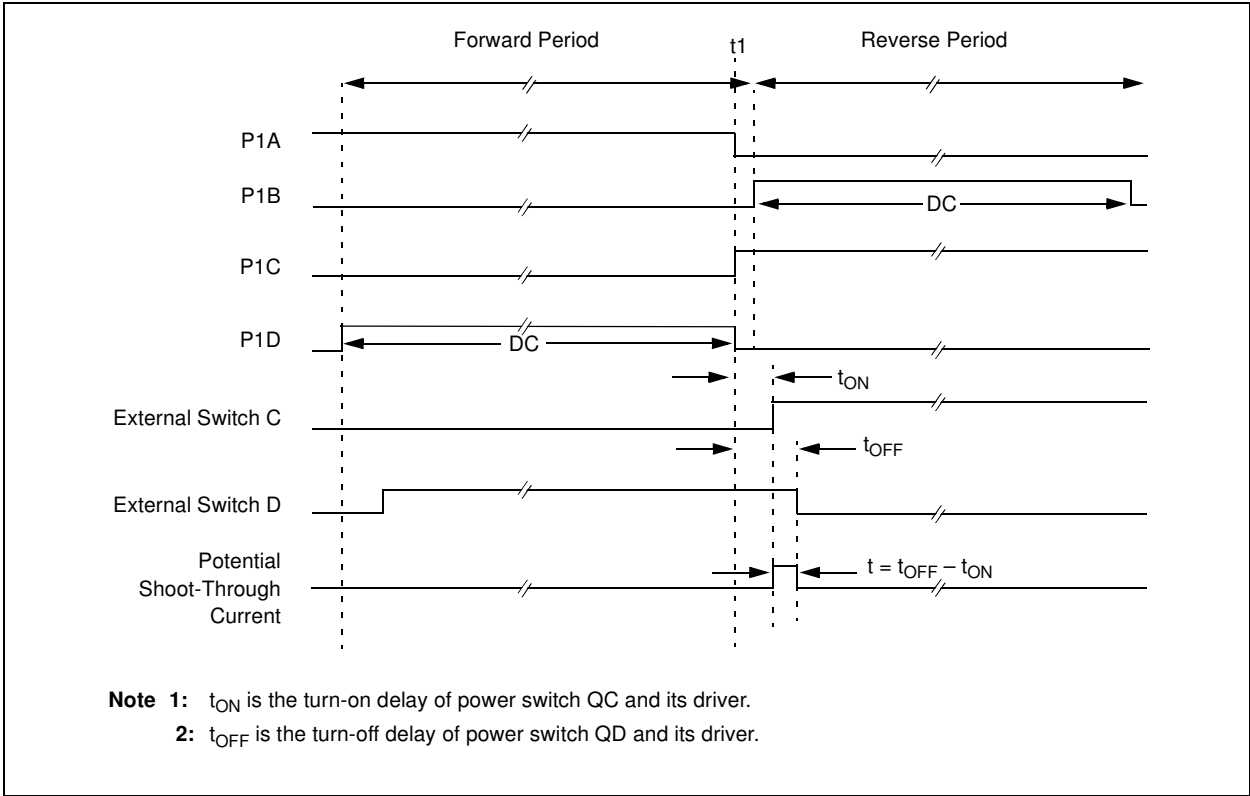 Forward Period
t1
Reverse Period
P1A
P1B
DC
P1C
P1D
DC
tON
External Switch C
tOFF
External Switch D
Potential
Shoot-Through
Current
t = tOFF – tON
Note 1: tON is the turn-on delay of power switch QC and its driver.
2: tOFF is the turn-off delay of power switch QD and its driver.